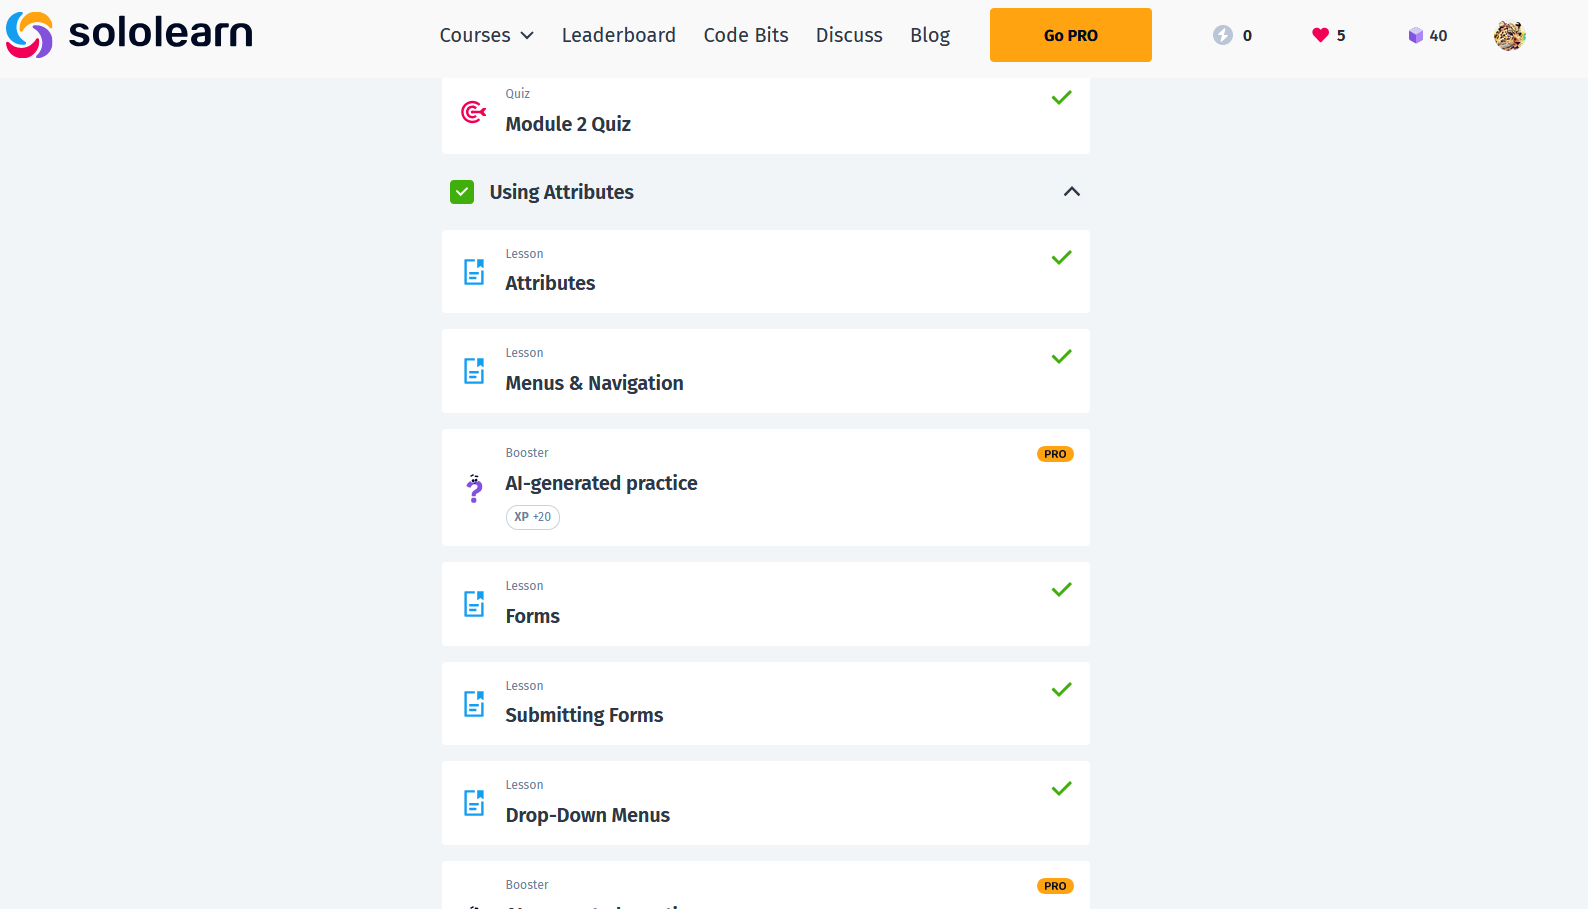 sololearn
Courses Leaderboard Code Bits Discuss Blog Go PRO 0 5 40
Quiz
Module 2 Quiz
Using Attributes
Lesson
Attributes
Lesson
Menus & Navigation
Booster PRO
AI-generated practice
XP +20
Lesson
Forms
Lesson
Submitting Forms
Lesson
Drop-Down Menus
Booster PRO